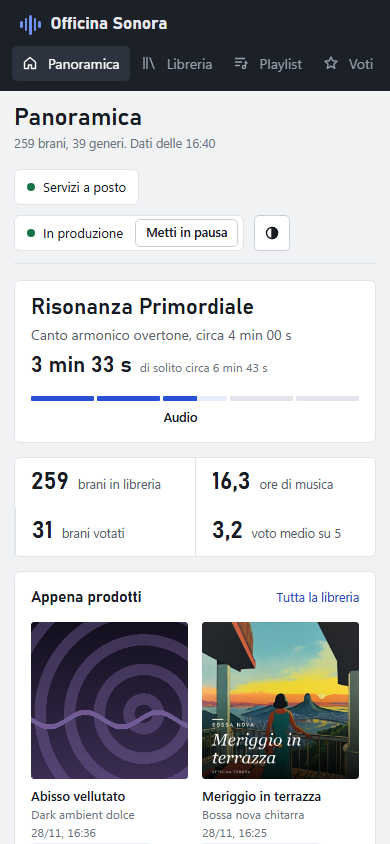 Officina Sonora
Panoramica
Libreria
Playlist
Voti
Panoramica
259 brani, 39 generi. Dati delle 16:40
Servizi a posto
In produzione
Metti in pausa
Risonanza Primordiale
Canto armonico overtone, circa 4 min 00 s
3 min 33 s di solito circa 6 min 43 s
Audio
259 brani in libreria
16,3 ore di musica
31 brani votati
3,2 voto medio su 5
Appena prodotti
Tutta la libreria
BOSSA NOVA
Meriggio in
terrazza
OFFICINA SONORA
Abisso vellutato
Dark ambient dolce
28/11, 16:36
Meriggio in terrazza
Bossa nova chitarra
28/11, 16:25